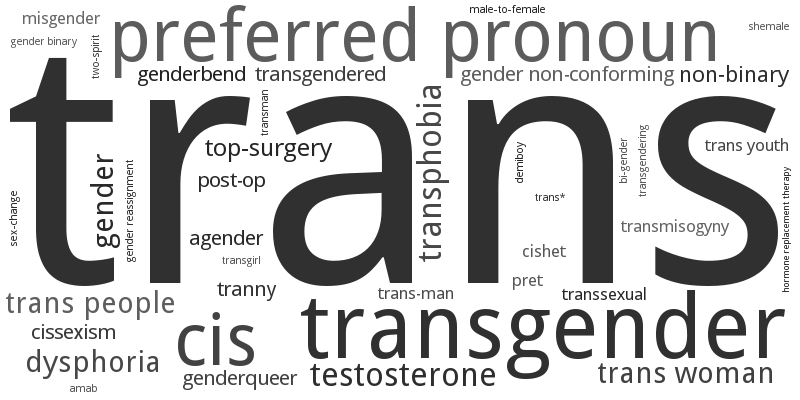 misgender
preferred pronoun
male-to-female
shemale
gender binary
two-spirit
genderbend
transgendered
gender non-conforming
non-binary
trans
transman
top-surgery
transphobia
demiboy
bi-gender
transgendering
trans youth
gender
gender reassignment
post-op
trans*
hormone replacement therapy
sex-change
agender
transmisogyny
cishet
transgirl
pret
tranny
trans-man
transsexual
trans people
cissexism
cis
transgender
dysphoria
genderqueer
testosterone
trans woman
amab